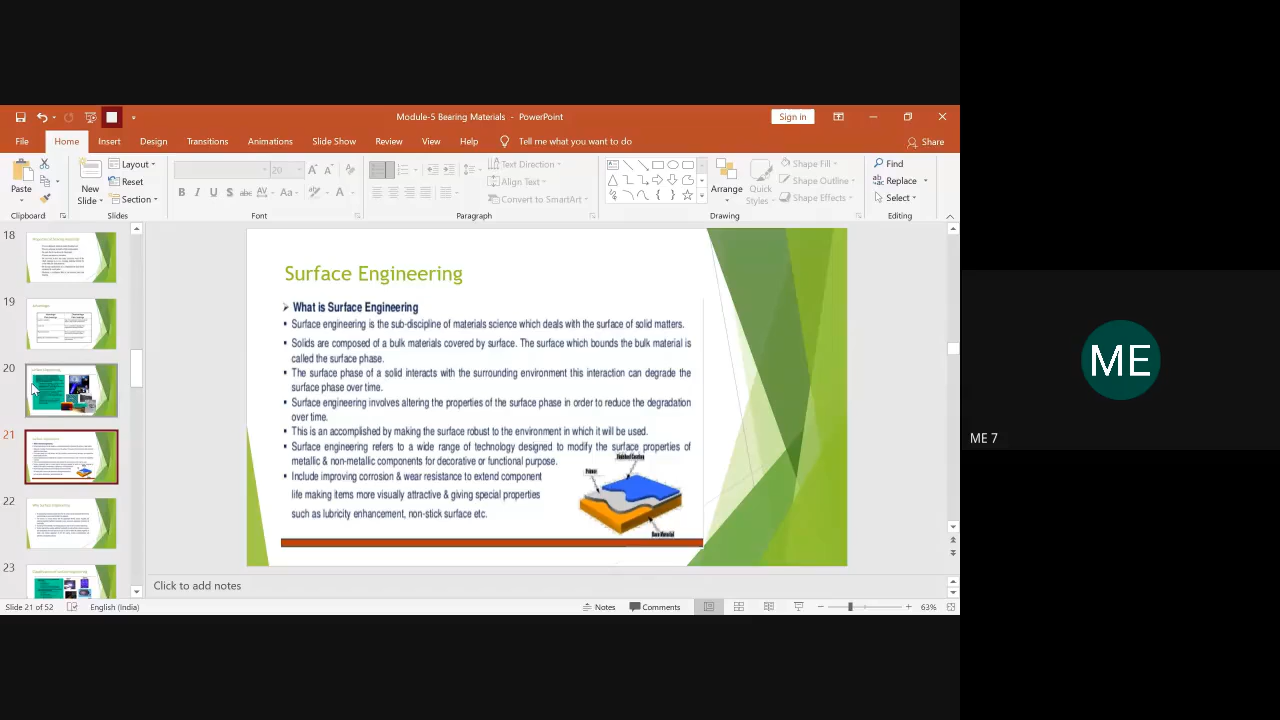 Module-5 Bearing Materials - PowerPoint
Sign in
File Home Insert Design Transitions Animations Slide Show Review View Help Tell me what you want to do Share
Paste
Clipboard
New Slide
Layout
Reset
Section
Slides
20
Font
Text Direction
Align Text
Convert to SmartArt
Paragraph
Arrange
Quick Styles
Shape Fill
Shape Outline
Shape Effects
Drawing
Find
Replace
Select
Editing
18
19
20
21
22
23
Surface Engineering
What is Surface Engineering
Surface engineering is the sub-discipline of materials science which deals with the surface of solid matters.
Solids are composed of a bulk materials covered by surface. The surface which bounds the bulk material is
called the surface phase.
The surface phase of a solid interacts with the surrounding environment this interaction can degrade the
surface phase over time.
Surface engineering involves altering the properties of the surface phase in order to reduce the degradation
over time.
This is an accomplished by making the surface robust to the environment in which it will be used.
Surface engineering refers to a wide range of technology designed to modify the surface properties of
metallic & non-metallic components for decorative or functional purpose.
Include improving corrosion & wear resistance to extend component
life making items more visually attractive & giving special properties
such as lubricity enhancement, non-stick surface etc.
Click to add notes
Slide 21 of 52
English (India)
Notes
Comments
63%
ME
ME 7